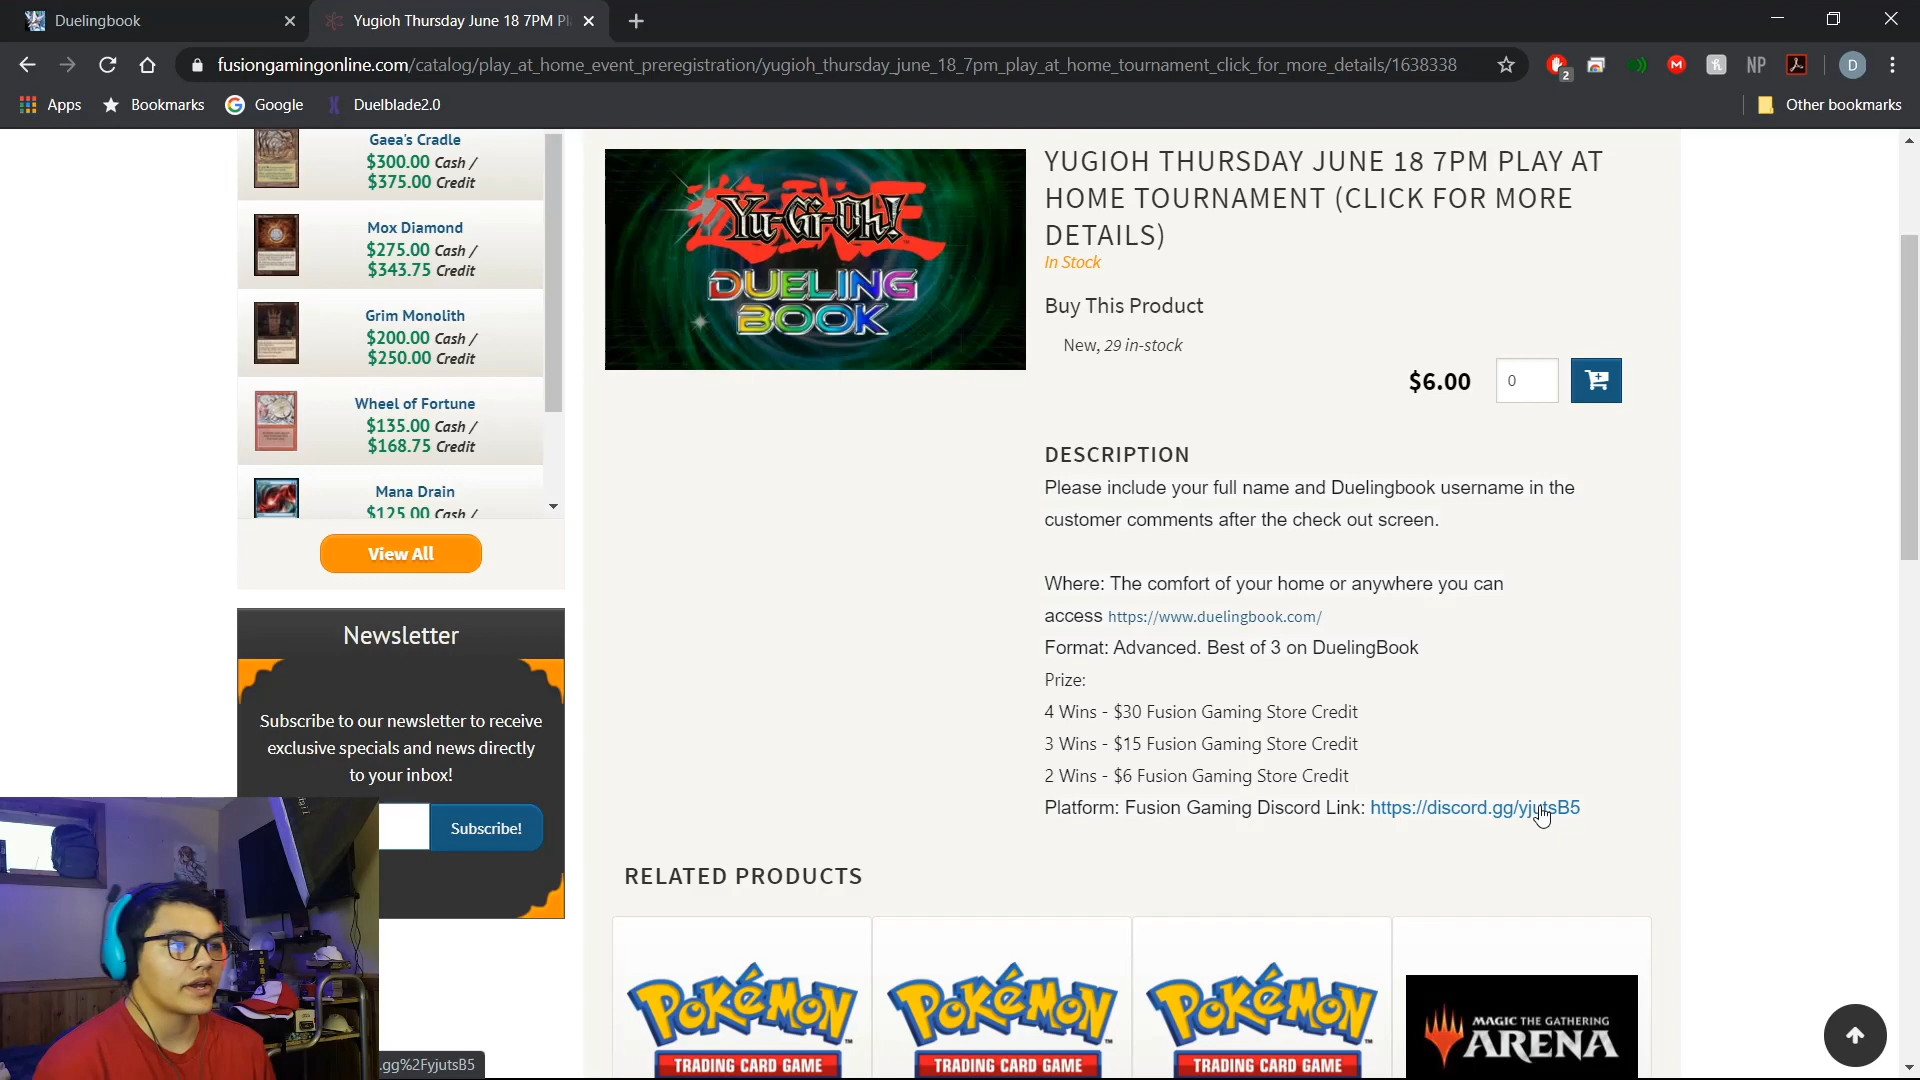 Duelingbook
Yugioh Thursday June 18 7PM Pl
fusiongamingonline.com/catalog/play_at_home_event_preregistration/yugioh_thursday_june_18_7pm_play_at_home_tournament_click_for_more_details/1638338
2
NP
D
Apps
Bookmarks
Google
Duelblade2.0
Other bookmarks
Gaea's Cradle
$300.00 Cash /
$375.00 Credit
Mox Diamond
$275.00 Cash /
$343.75 Credit
Grim Monolith
$200.00 Cash /
$250.00 Credit
Wheel of Fortune
$135.00 Cash /
$168.75 Credit
Mana Drain
$125.00 Cash /
View All
Newsletter
Subscribe to our newsletter to receive
exclusive specials and news directly
to your inbox!
Subscribe!
遊戯王
Yu-Gi-Oh!
DUELING
BOOK
YUGIOH THURSDAY JUNE 18 7PM PLAY AT
HOME TOURNAMENT (CLICK FOR MORE
DETAILS)
In Stock
Buy This Product
New, 29 in-stock
$6.00
0
DESCRIPTION
Please include your full name and Duelingbook username in the
customer comments after the check out screen.
Where: The comfort of your home or anywhere you can
access https://www.duelingbook.com/
Format: Advanced. Best of 3 on DuelingBook
Prize:
4 Wins - $30 Fusion Gaming Store Credit
3 Wins - $15 Fusion Gaming Store Credit
2 Wins - $6 Fusion Gaming Store Credit
Platform: Fusion Gaming Discord Link: https://discord.gg/yjutsB5
RELATED PRODUCTS
POKéMON
TRADING CARD GAME
POKéMON
TRADING CARD GAME
POKéMON
TRADING CARD GAME
MAGIC THE GATHERING
ARENA
.gg%2FyjutsB5